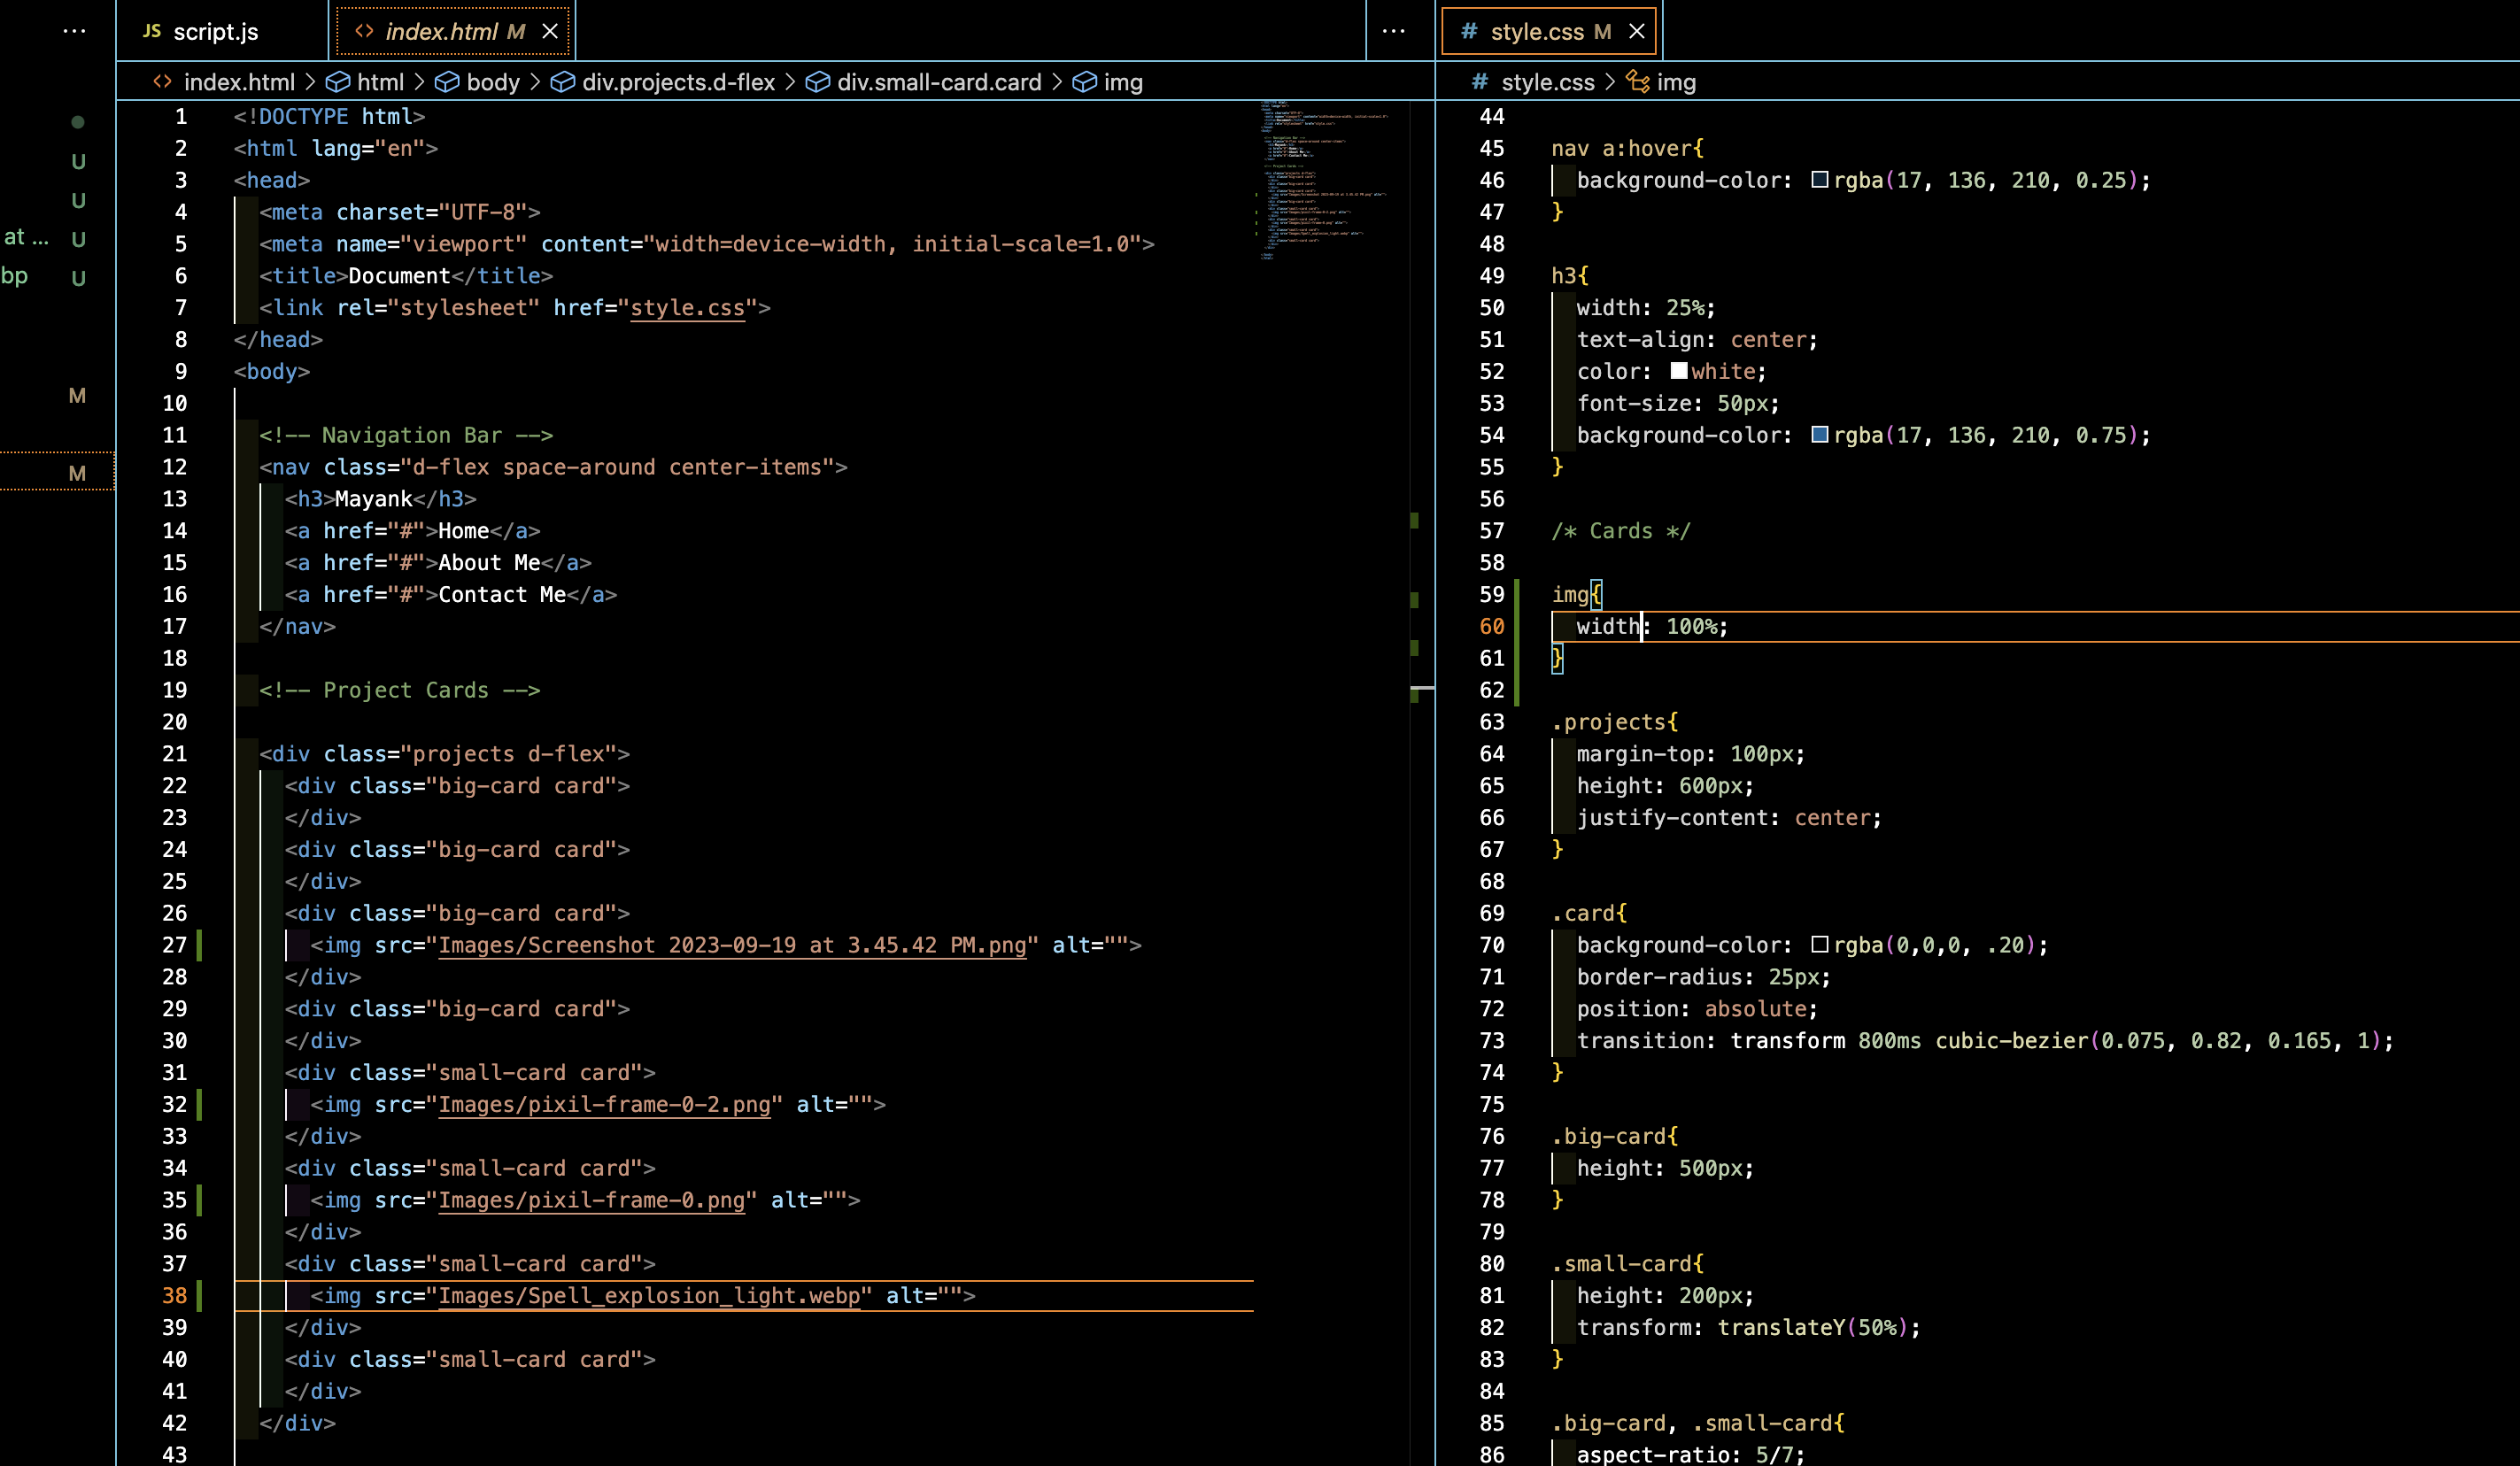 JS script.js
index.html M
style.css M
index.html > html > body > div.projects.d-flex > div.small-card.card > img
style.css > img
U
U
at ... U
bp U
M
M
1 <!DOCTYPE html>
2 <html lang="en">
3 <head>
4 <meta charset="UTF-8">
5 <meta name="viewport" content="width=device-width, initial-scale=1.0">
6 <title>Document</title>
7 <link rel="stylesheet" href="style.css">
8 </head>
9 <body>
10
11 <!-- Navigation Bar -->
12 <nav class="d-flex space-around center-items">
13 <h3>Mayank</h3>
14 <a href="#">Home</a>
15 <a href="#">About Me</a>
16 <a href="#">Contact Me</a>
17 </nav>
18
19 <!-- Project Cards -->
20
21 <div class="projects d-flex">
22 <div class="big-card card">
23 </div>
24 <div class="big-card card">
25 </div>
26 <div class="big-card card">
27 <img src="Images/Screenshot 2023-09-19 at 3.45.42 PM.png" alt="">
28 </div>
29 <div class="big-card card">
30 </div>
31 <div class="small-card card">
32 <img src="Images/pixil-frame-0-2.png" alt="">
33 </div>
34 <div class="small-card card">
35 <img src="Images/pixil-frame-0.png" alt="">
36 </div>
37 <div class="small-card card">
38 <img src="Images/Spell_explosion_light.webp" alt="">
39 </div>
40 <div class="small-card card">
41 </div>
42 </div>
43
44
45 nav a:hover{
46 background-color: rgba(17, 136, 210, 0.25);
47 }
48
49 h3{
50 width: 25%;
51 text-align: center;
52 color: white;
53 font-size: 50px;
54 background-color: rgba(17, 136, 210, 0.75);
55 }
56
57 /* Cards */
58
59 img{
60 width: 100%;
61 }
62
63 .projects{
64 margin-top: 100px;
65 height: 600px;
66 justify-content: center;
67 }
68
69 .card{
70 background-color: rgba(0,0,0, .20);
71 border-radius: 25px;
72 position: absolute;
73 transition: transform 800ms cubic-bezier(0.075, 0.82, 0.165, 1);
74 }
75
76 .big-card{
77 height: 500px;
78 }
79
80 .small-card{
81 height: 200px;
82 transform: translateY(50%);
83 }
84
85 .big-card, .small-card{
86 aspect-ratio: 5/7;